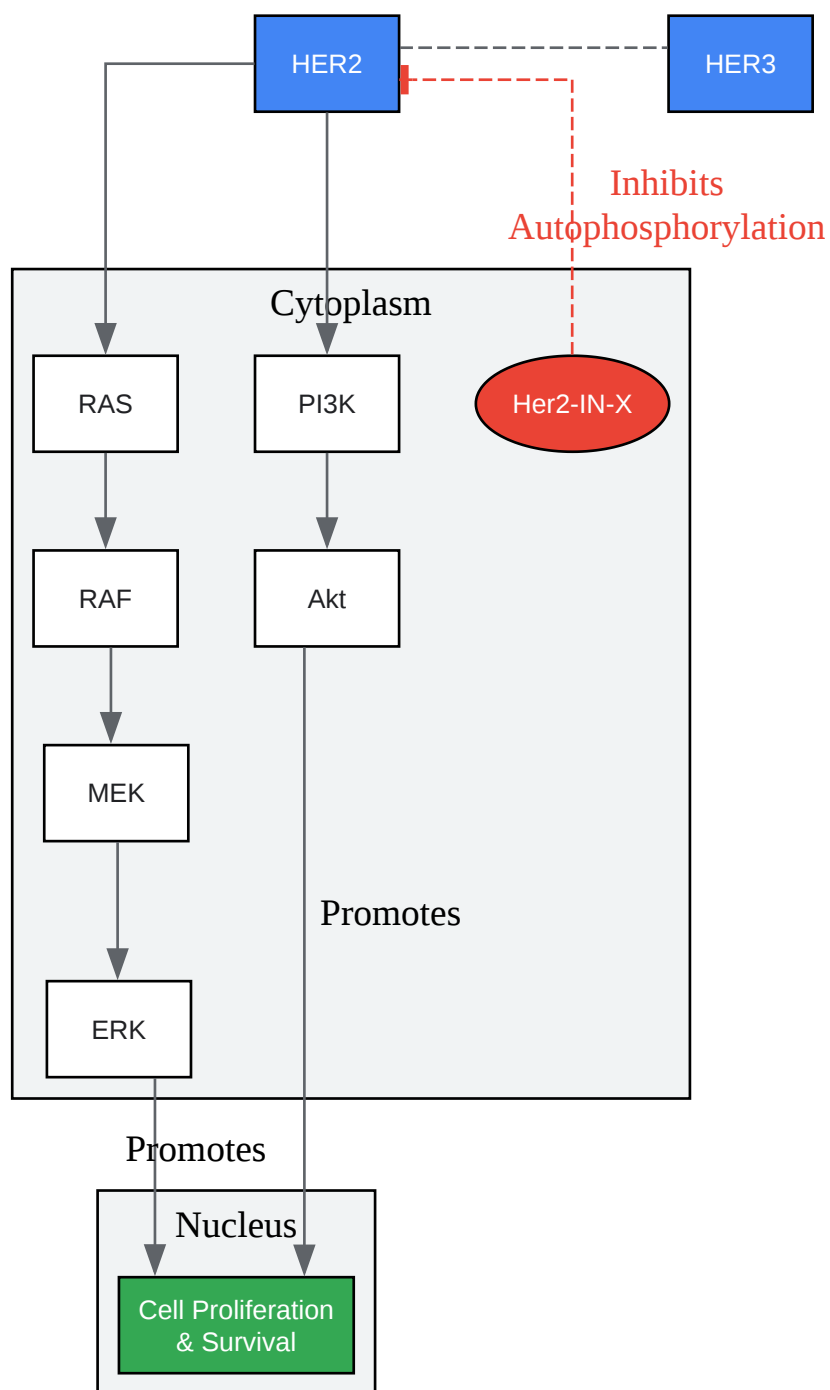 HER2
HER3
Inhibits
Autophosphorylation
Cytoplasm
RAS
PI3K
Her2-IN-X
RAF
Akt
MEK
Promotes
ERK
Promotes
Nucleus
Cell Proliferation
& Survival